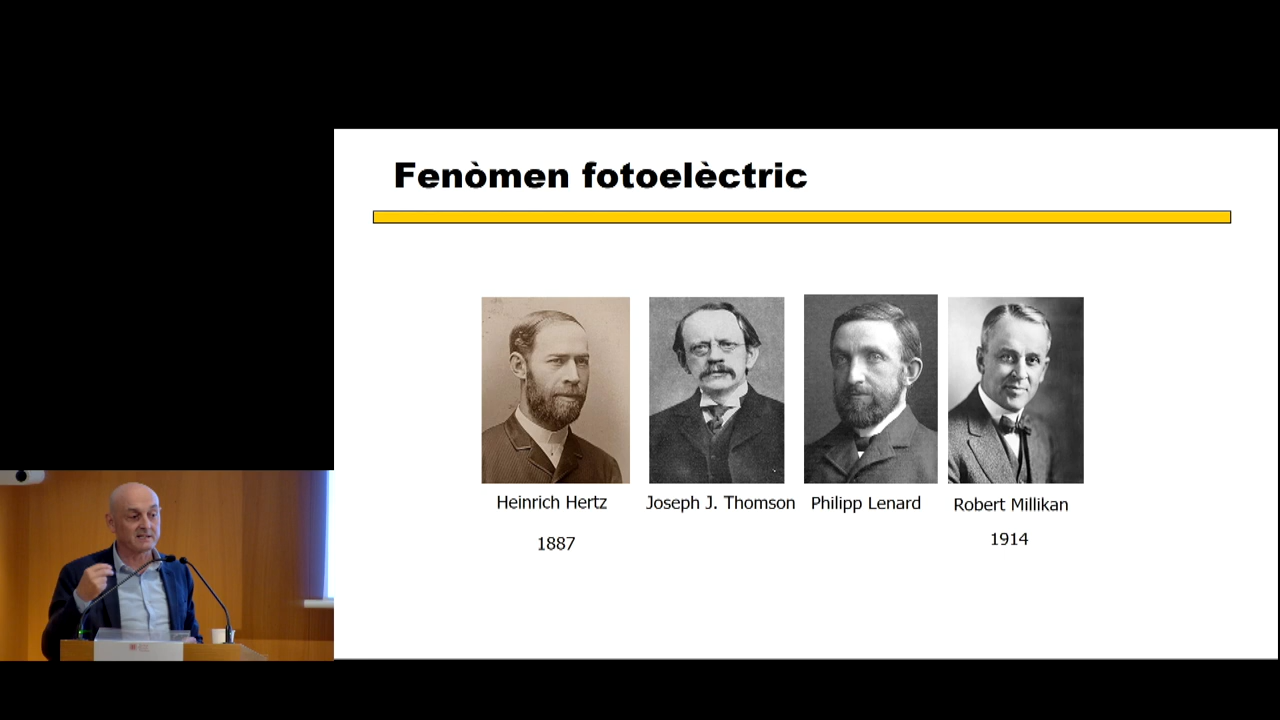 Fenòmen fotoelèctric
Heinrich Hertz
Joseph J. Thomson
Philipp Lenard
Robert Millikan
1887
1914